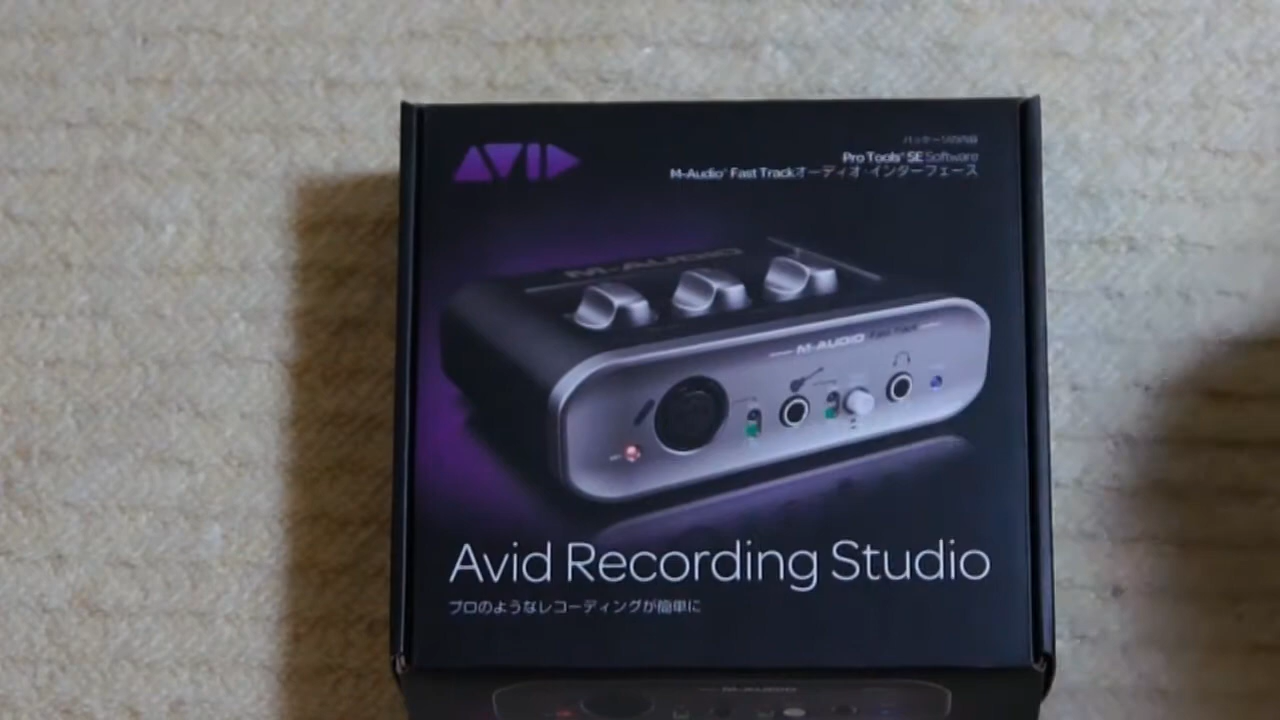 AVID
パッケージの内容
Pro Tools® SE Software
M-Audio® Fast Trackオーディオ・インターフェース
M-AUDIO
M-AUDIO Fast Track
Avid Recording Studio
プロのようなレコーディングが簡単に
M-AUDIO